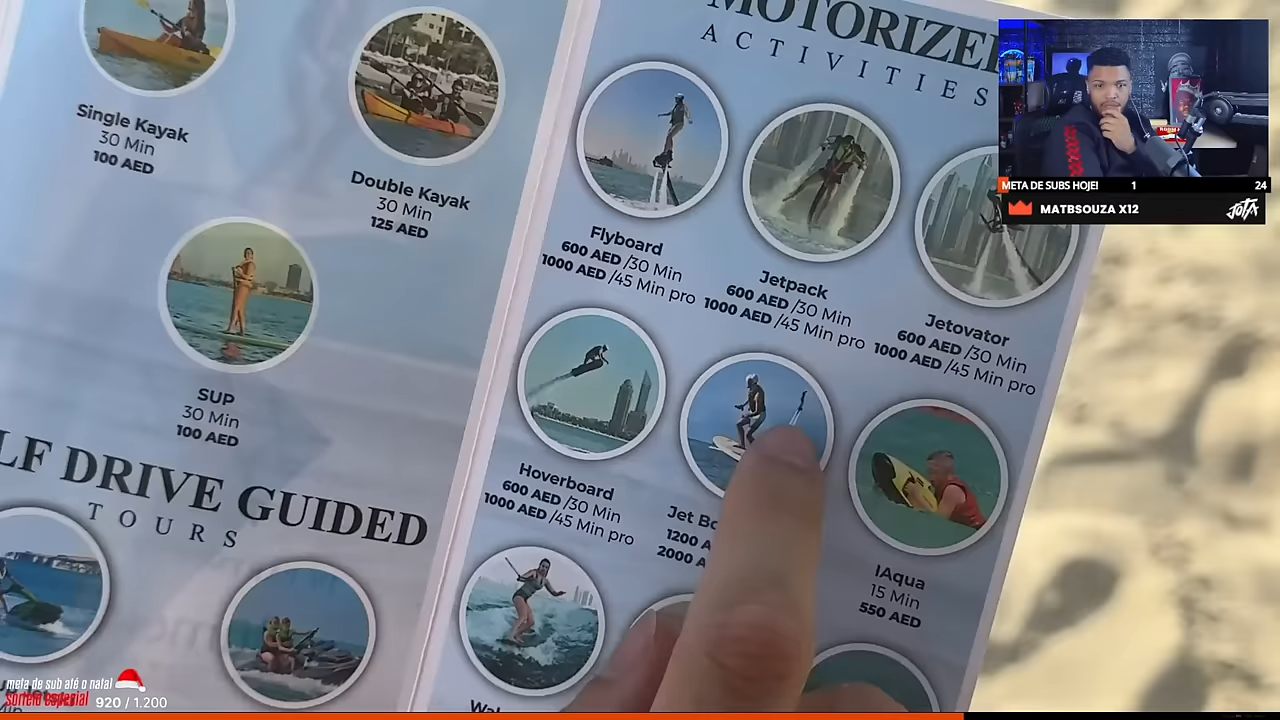 Single Kayak
30 Min
100 AED
Double Kayak
30 Min
125 AED
SUP
30 Min
100 AED
LF DRIVE GUIDED
TOURS
MOTORIZE
ACTIVITIES
Flyboard
600 AED /30 Min
1000 AED /45 Min pro
Jetpack
600 AED /30 Min
1000 AED /45 Min pro
Jetovator
600 AED /30 Min
1000 AED /45 Min pro
Hoverboard
600 AED /30 Min
1000 AED /45 Min pro
Jet Bo
1200 A
2000 A
IAqua
15 Min
550 AED
META DE SUBS HOJE! 1 24
MATBSOUZA X12
JOTA
meta de sub até o natal
sorteio especial 920 / 1.200